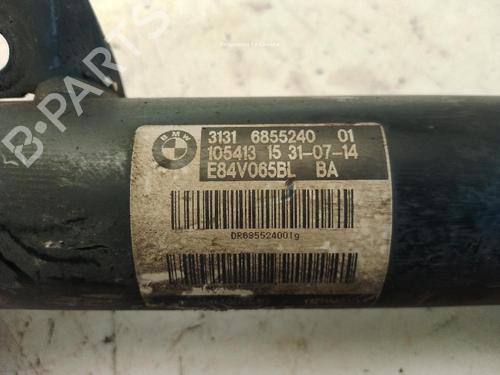 B-PARTS
BMW
3131 6855240 01
105413 15 31-07-14
E84V065BL BA
DR685524001g